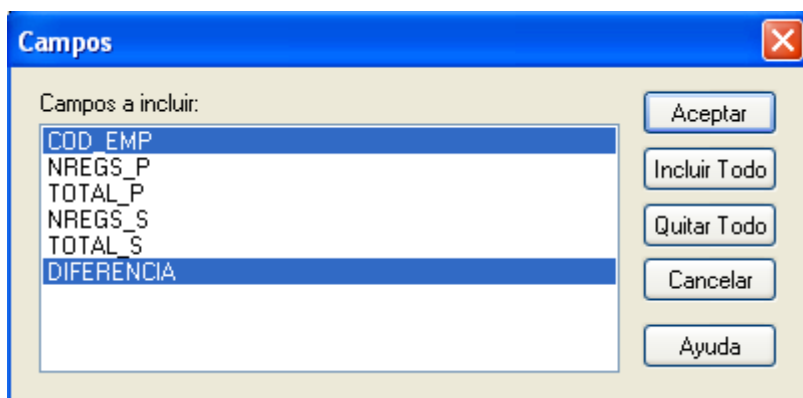 Campos
Campos a incluir:
COD_EMP
NREGS_P
TOTAL_P
NREGS_S
TOTAL_S
DIFERENCIA
Aceptar
Incluir Todo
Quitar Todo
Cancelar
Ayuda